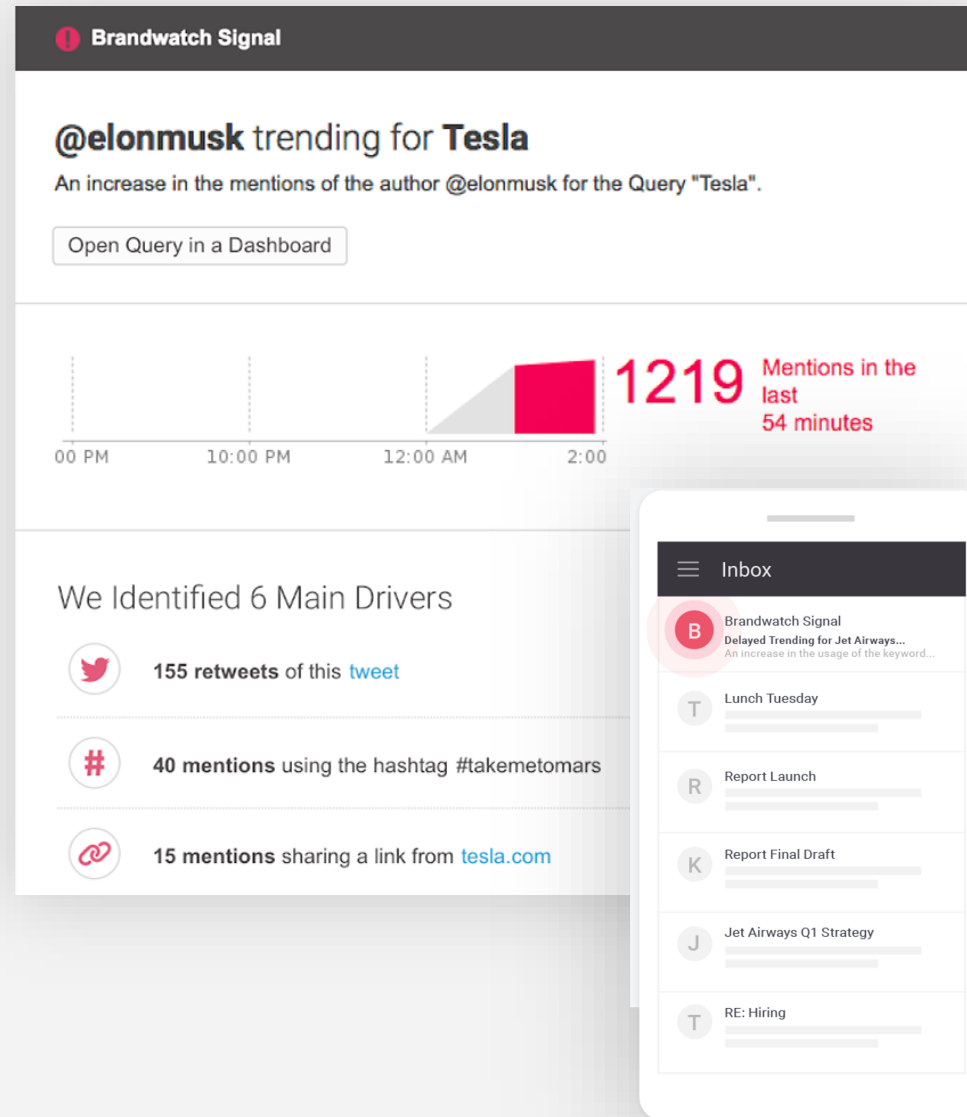 Brandwatch Signal
@elonmusk trending for Tesla
An increase in the mentions of the author @elonmusk for the Query "Tesla".
Open Query in a Dashboard
1219
Mentions in the
last
54 minutes
00 PM 10:00 PM 12:00 AM 2:00
We Identified 6 Main Drivers
155 retweets of this tweet
# 40 mentions using the hashtag #takemetomars
15 mentions sharing a link from tesla.com
Inbox
B
Brandwatch Signal
Delayed Trending for Jet Airways...
An increase in the usage of the keyword...
T Lunch Tuesday
R Report Launch
K Report Final Draft
J Jet Airways Q1 Strategy
T RE: Hiring